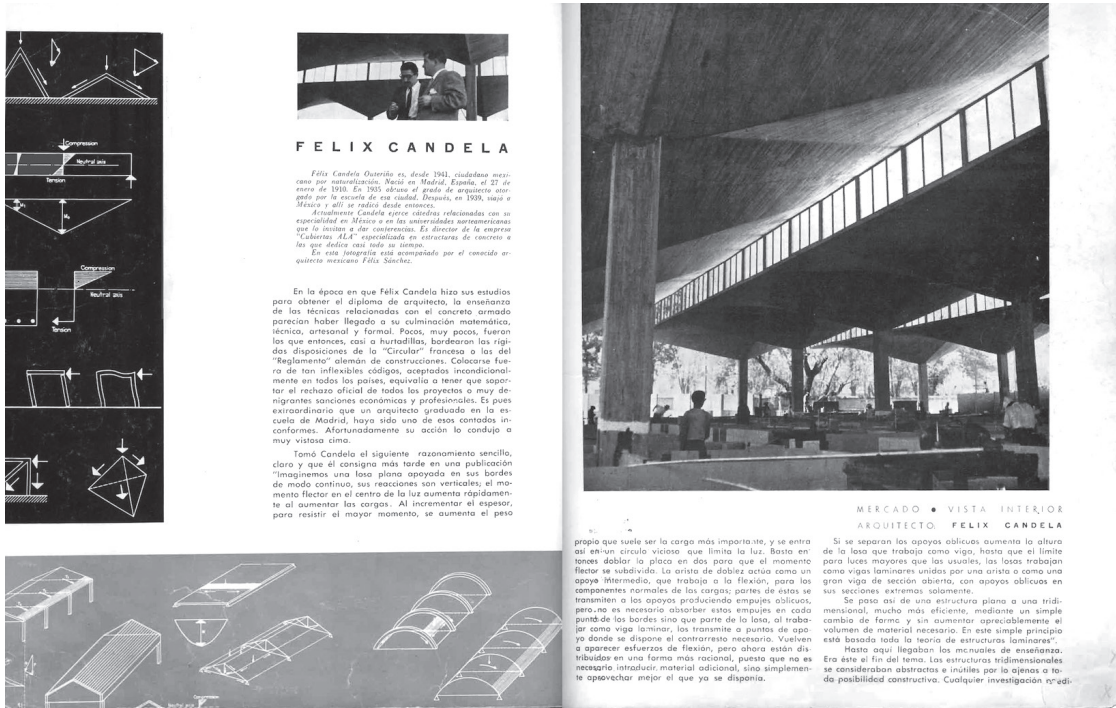 Compression
Neutral axis
Tension
Compression
Neutral axis
Tension
FELIX CANDELA
Félix Candela Outeriño es, desde 1941, ciudadano mexi-
cano por naturalización. Nació en Madrid, España, el 27 de
enero de 1910. En 1935 obtuvo el grado de arquitecto otor-
gado por la escuela de esa ciudad. Después, en 1939, viajó a
México y allí se radicó desde entonces.
Actualmente Candela ejerce cátedras relacionadas con su
especialidad en México o en las universidades norteamericanas
que lo invitan a dar conferencias. Es director de la empresa
"Cubiertas ALA" especializada en estructuras de concreto a
las que dedica casi todo su tiempo.
En esta fotografía está acompañado por el conocido ar-
quitecto mexicano Félix Sánchez.
En la época en que Félix Candela hizo sus estudios
para obtener el diploma de arquitecto, la enseñanza
de las técnicas relacionadas con el concreto armado
parecían haber llegado a su culminación matemática,
técnica, artesanal y formal. Pocos, muy pocos, fueron
los que entonces, casi a hurtadillas, bordearon las rígi-
das disposiciones de la "Circular" francesa o las del
"Reglamento" alemán de construcciones. Colocarse fue-
ra de tan inflexibles códigos, aceptados incondicional-
mente en todos los países, equivalía a tener que sopor-
tar el rechazo oficial de todos los proyectos o muy de-
nigrantes sanciones económicas y profesionales. Es pues
extraordinario que un arquitecto graduado en la es-
cuela de Madrid, haya sido uno de esos contados in-
conformes. Afortunadamente su acción lo condujo a
muy vistosa cima.
Tomó Candela el siguiente razonamiento sencillo,
claro y que él consigna más tarde en una publicación
"Imaginemos una losa plana apoyada en sus bordes
de modo continuo, sus reacciones son verticales; el mo-
mento flector en el centro de la luz aumenta rápidamen-
te al aumentar las cargas. Al incrementar el espesor,
para resistir el mayor momento, se aumenta el peso
MERCADO • VISTA INTERIOR
ARQUITECTO: FELIX CANDELA
propio que suele ser la carga más importante, y se entra
así en un círculo vicioso que limita la luz. Basta en-
tonces doblar la placa en dos para que el momento
flector se subdivida. La arista de doblez actúa como un
apoyo intermedio, que trabaja a la flexión, para los
componentes normales de las cargas; partes de éstas se
transmiten a los apoyos produciendo empujes oblicuos,
pero no es necesario absorber estos empujes en cada
punto de los bordes sino que parte de la losa, al traba-
jar como viga laminar, los transmite a puntos de apo-
yo donde se dispone el contrarresto necesario. Vuelven
a aparecer esfuerzos de flexión, pero ahora están dis-
tribuídos en una forma más racional, puesto que no es
necesario introducir material adicional, sino simplemen-
te aprovechar mejor el que ya se disponía.
Si se separan los apoyos oblicuos aumenta la altura
de la losa que trabaja como viga, hasta que el límite
para luces mayores que las usuales, las losas trabajan
como vigas laminares unidas por una arista o como una
gran viga de sección abierta, con apoyos oblicuos en
sus secciones extremas solamente.
Se pasa así de una estructura plana a una tridi-
mensional, mucho más eficiente, mediante un simple
cambio de forma y sin aumentar apreciablemente el
volumen de material necesario. En este simple principio
está basada toda la teoría de estructuras laminares".
Hasta aquí llegaban los manuales de enseñanza.
Era éste el fin del tema. Las estructuras tridimensionales
se consideraban abstractas e inútiles por lo ajenas a to-
da posibilidad constructiva. Cualquier investigación medi-
Compression
Neutral axis